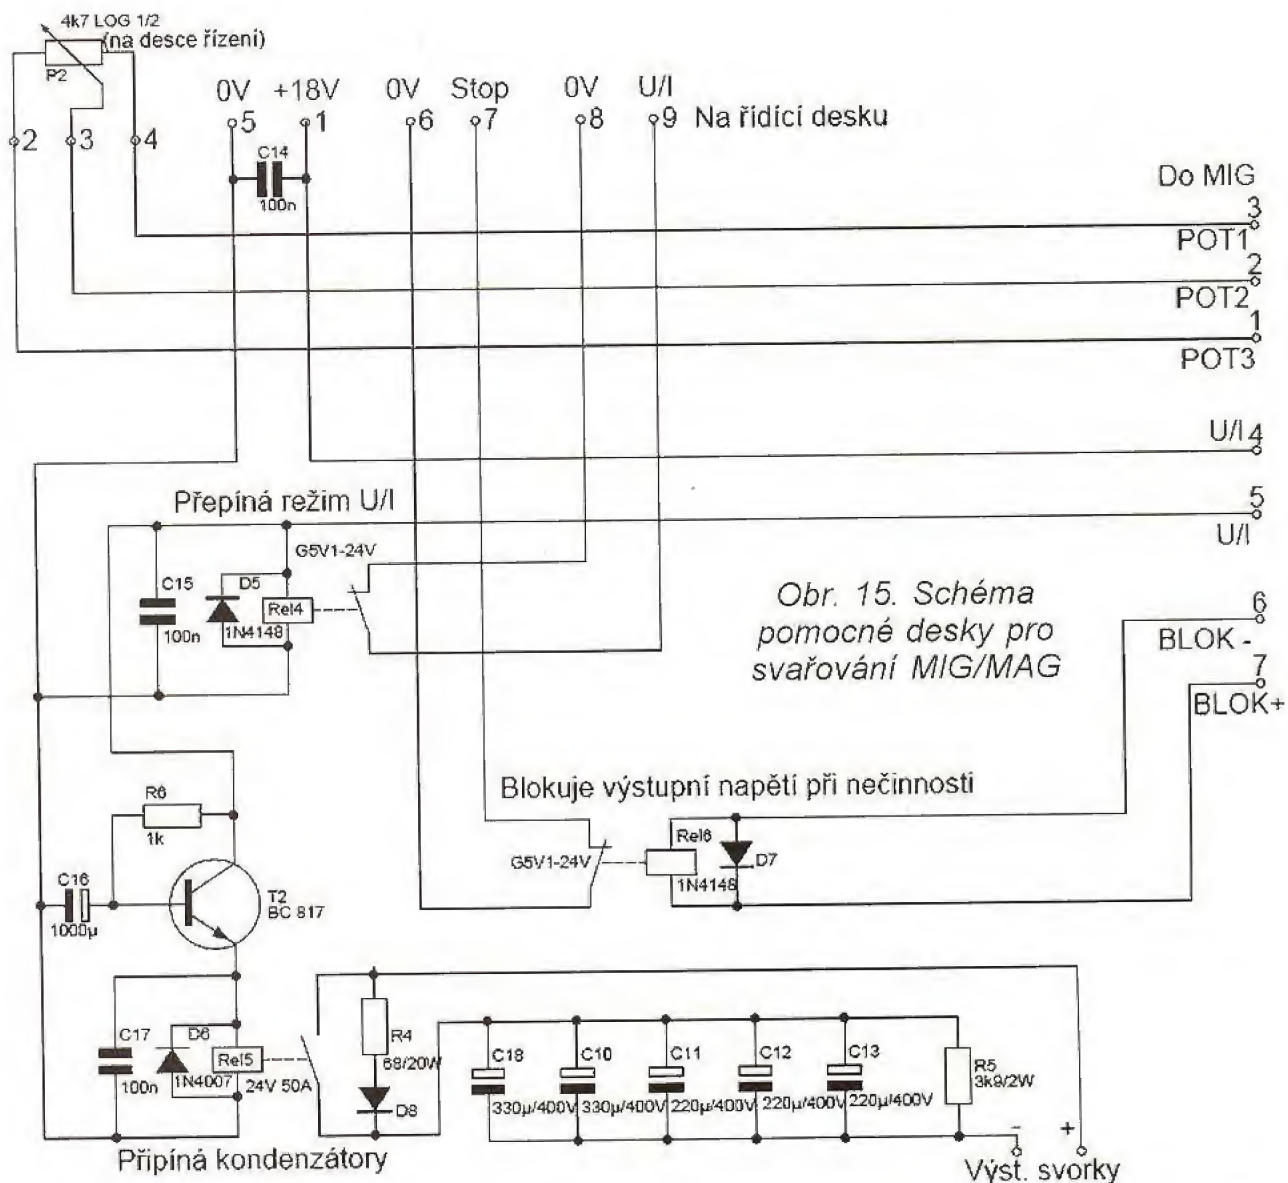 4k7 LOG 1/2
(na desce řízení)
P2
2
3
4
0V
+18V
0V
Stop
0V
U/I
5
1
6
7
8
9
Na řídící desku
C14
100n
Do MIG
3
POT1
2
POT2
1
POT3
U/I
4
5
U/I
Přepíná režim U/I
G5V1-24V
C15
100n
D5
1N4148
Rel4
Obr. 15. Schéma
pomocné desky pro
svařování MIG/MAG
6
BLOK -
7
BLOK+
Blokuje výstupní napětí při nečinnosti
R6
1k
C16
1000µ
T2
BC 817
G5V1-24V
Rel6
1N4148
D7
C17
100n
D6
1N4007
Rel5
24V 50A
R4
68/20W
D8
C18
330µ/400V
C10
330µ/400V
C11
220µ/400V
C12
220µ/400V
C13
220µ/400V
R5
3k9/2W
-
+
Připíná kondenzátory
Výst. svorky